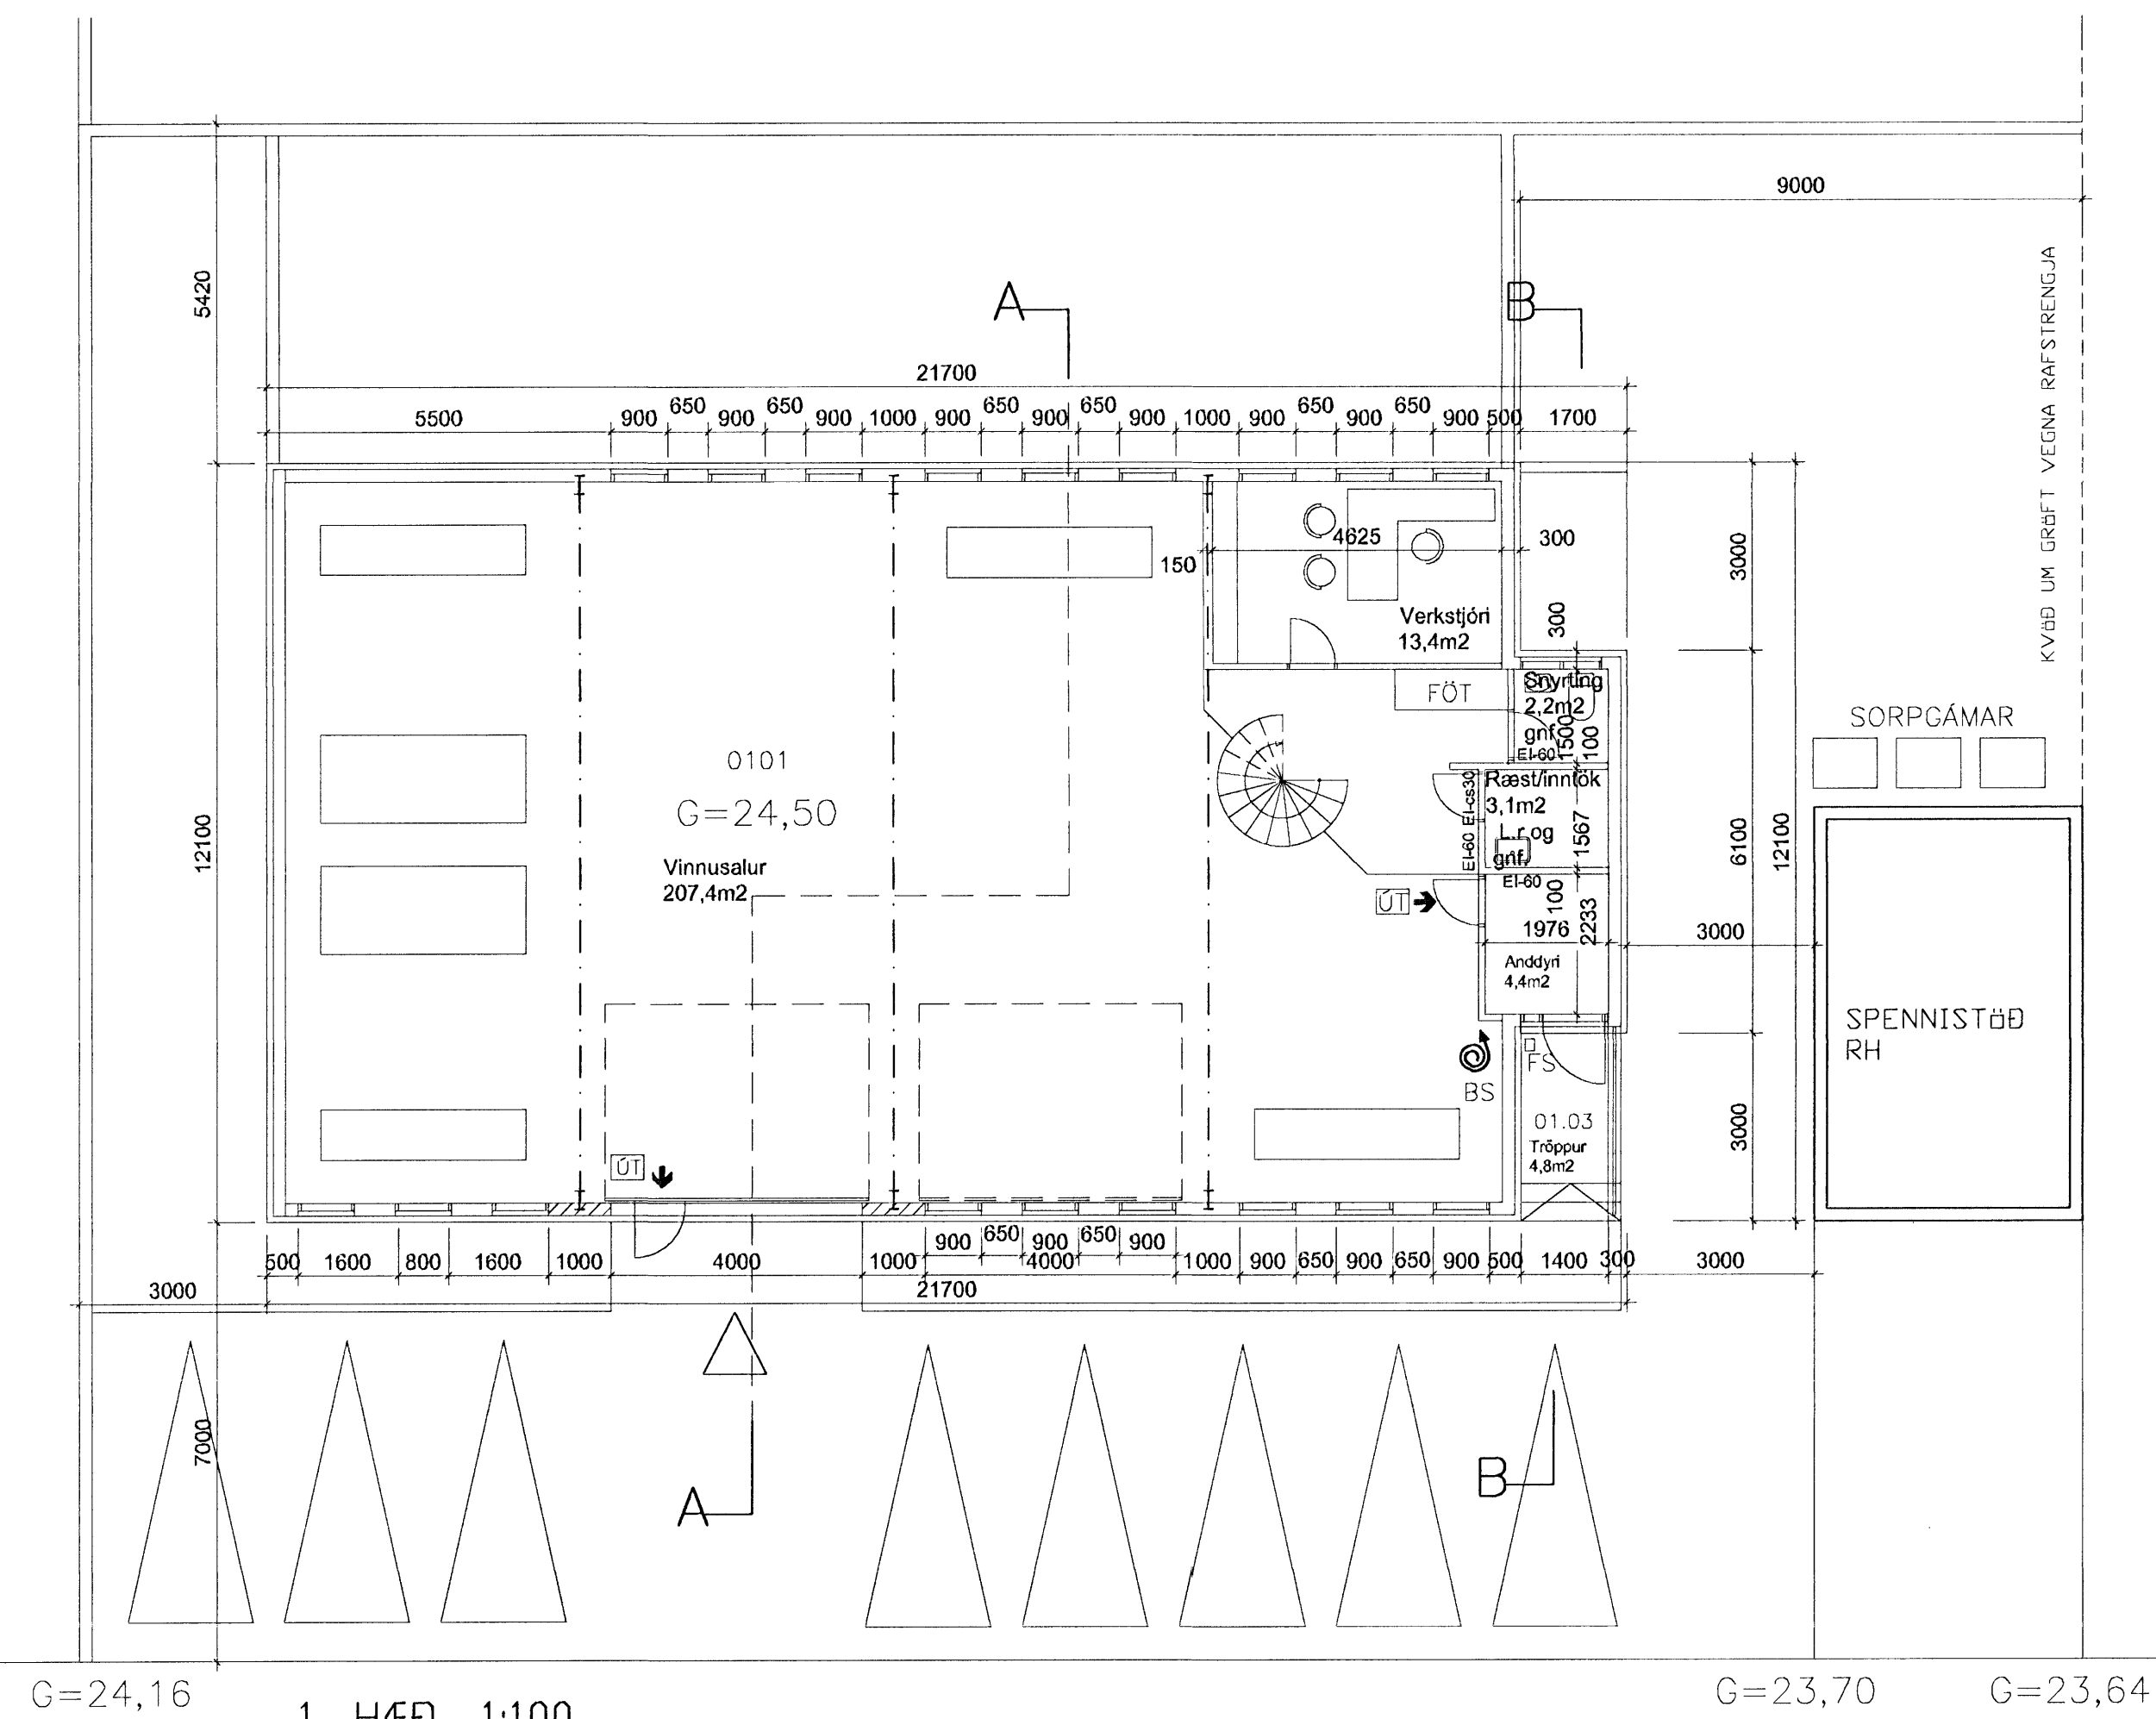 9000
KVÖÐ UM GRÖFT VEGNA RAFSTRENGJA
5420
A
B
21700
5500
900
650
900
650
900
1000
900
650
900
650
900
1000
900
650
900
650
900
500
1700
4625
300
150
3000
300
Verkstjóri
13,4m2
FÖT
Snyrting
2,2m2
gnf.
EI-60
1500
100
SORPGÁMAR
0101
G=24,50
Vinnusalur
207,4m2
12100
EI-60 EI-cs30
Ræst/inntök
3,1m2
L.r.og
gnf.
EI-60
1567
6100
12100
ÚT
100
2233
1976
3000
Anddyri
4,4m2
SPENNISTÖÐ
RH
FS
BS
01.03
Tröppur
4,8m2
3000
ÚT
900
650
900
650
900
500
1600
800
1600
1000
4000
1000
4000
1000
900
650
900
650
900
500
1400
300
3000
3000
21700
7000
A
B
G=24,16
G=23,70
G=23,64
1. HÆÐ 1:100